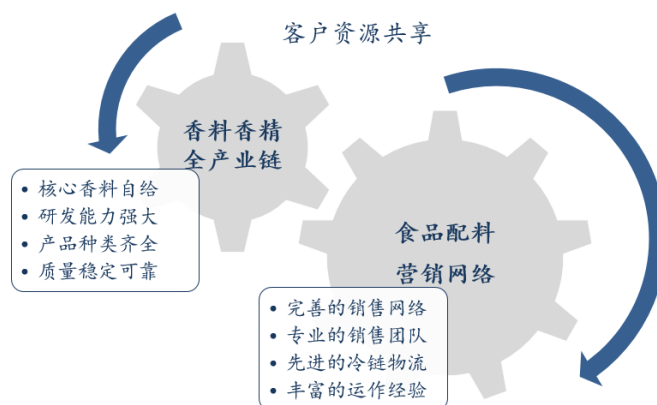 客户资源共享
香料香精
全产业链
• 核心香料自给
• 研发能力强大
• 产品种类齐全
• 质量稳定可靠
食品配料
营销网络
• 完善的销售网络
• 专业的销售团队
• 先进的冷链物流
• 丰富的运作经验